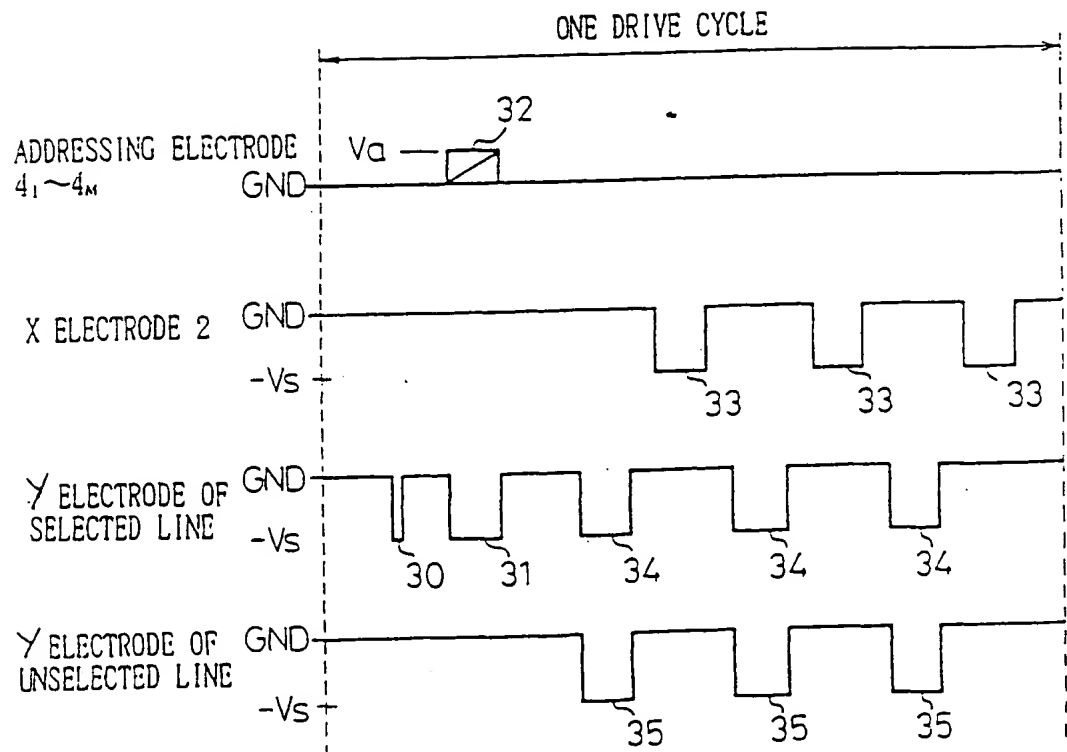 ONE DRIVE CYCLE
32
ADDRESSING ELECTRODE
4₁~4ᴍ
Va
GND
X ELECTRODE 2
GND
-Vs
33
33
33
Y ELECTRODE OF
SELECTED LINE
GND
-Vs
30
31
34
34
34
Y ELECTRODE OF
UNSELECTED LINE
GND
-Vs
35
35
35